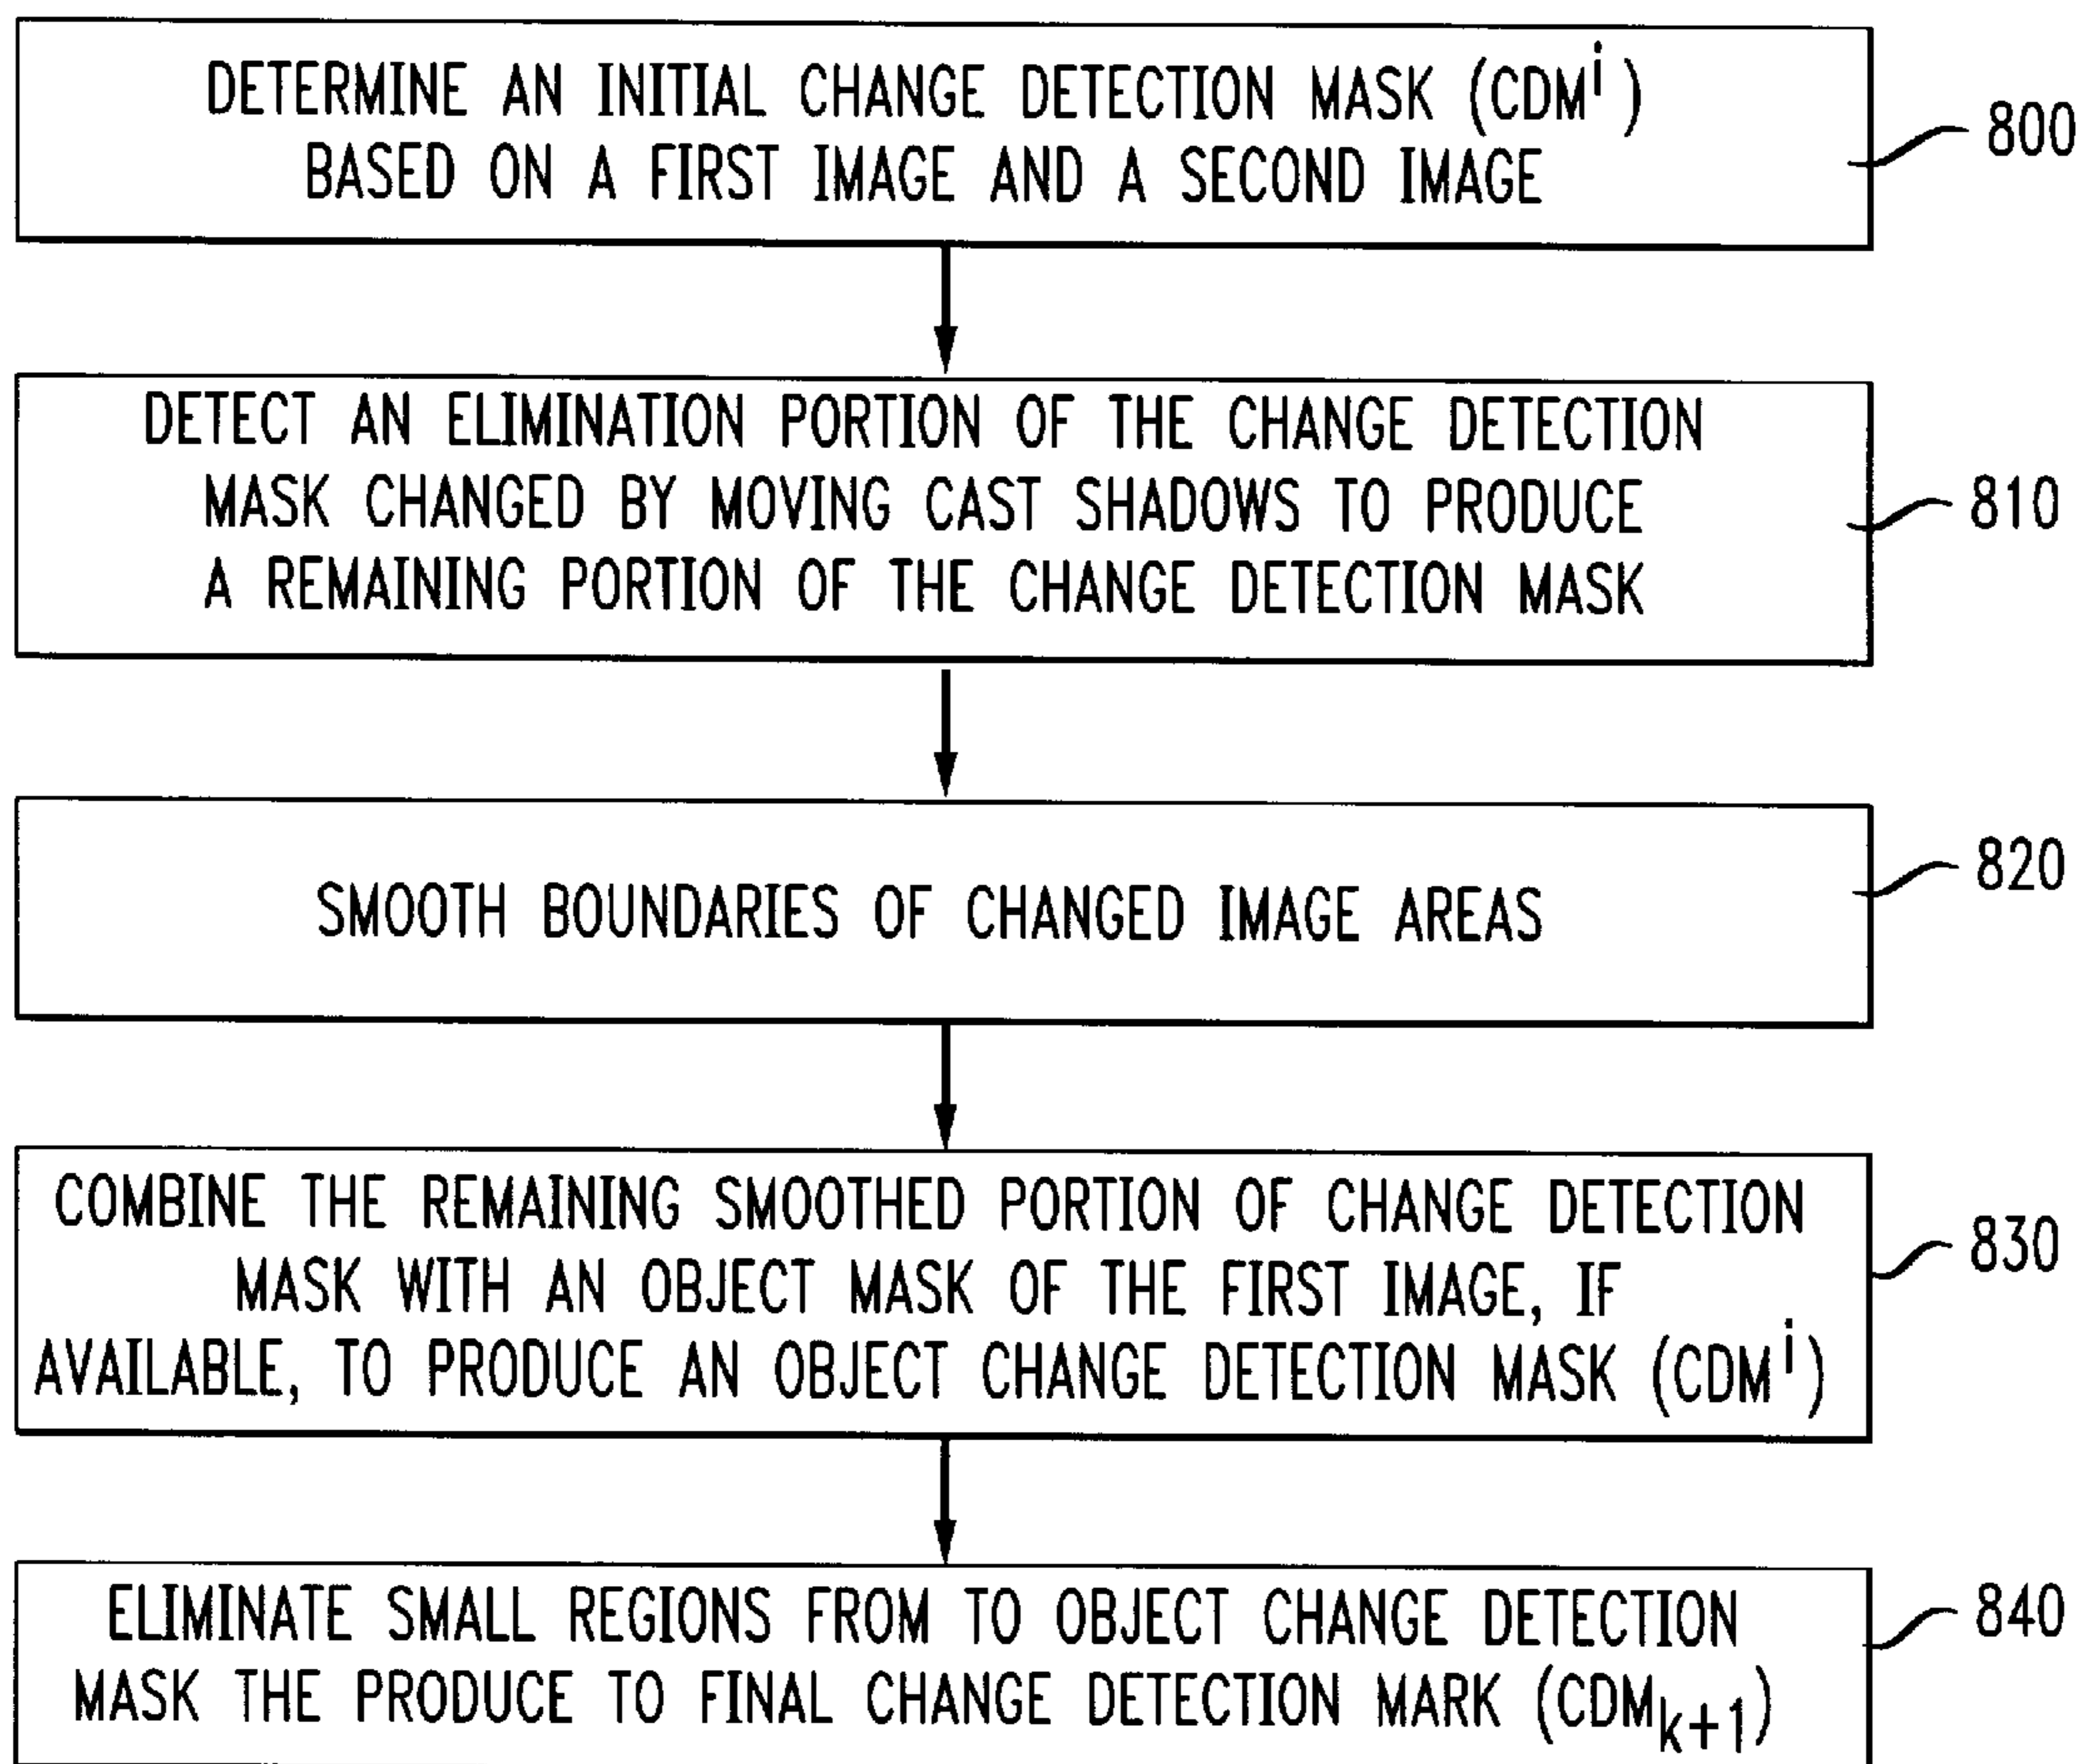 DETERMINE AN INITIAL CHANGE DETECTION MASK (CDMⁱ)
BASED ON A FIRST IMAGE AND A SECOND IMAGE
800
DETECT AN ELIMINATION PORTION OF THE CHANGE DETECTION
MASK CHANGED BY MOVING CAST SHADOWS TO PRODUCE
A REMAINING PORTION OF THE CHANGE DETECTION MASK
810
SMOOTH BOUNDARIES OF CHANGED IMAGE AREAS
820
COMBINE THE REMAINING SMOOTHED PORTION OF CHANGE DETECTION
MASK WITH AN OBJECT MASK OF THE FIRST IMAGE, IF
AVAILABLE, TO PRODUCE AN OBJECT CHANGE DETECTION MASK (CDMⁱ)
830
ELIMINATE SMALL REGIONS FROM TO OBJECT CHANGE DETECTION
MASK THE PRODUCE TO FINAL CHANGE DETECTION MARK (CDMₖ₊₁)
840